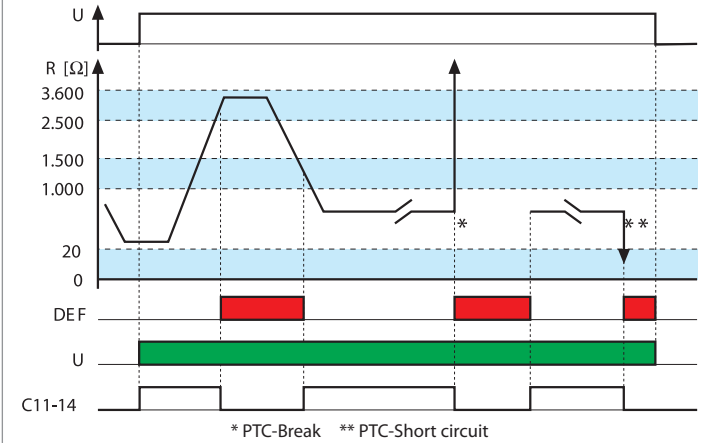 U
R [Ω]
3.600
2.500
1.500
1.000
*
* *
20
0
DEF
U
C11-14
* PTC-Break ** PTC-Short circuit